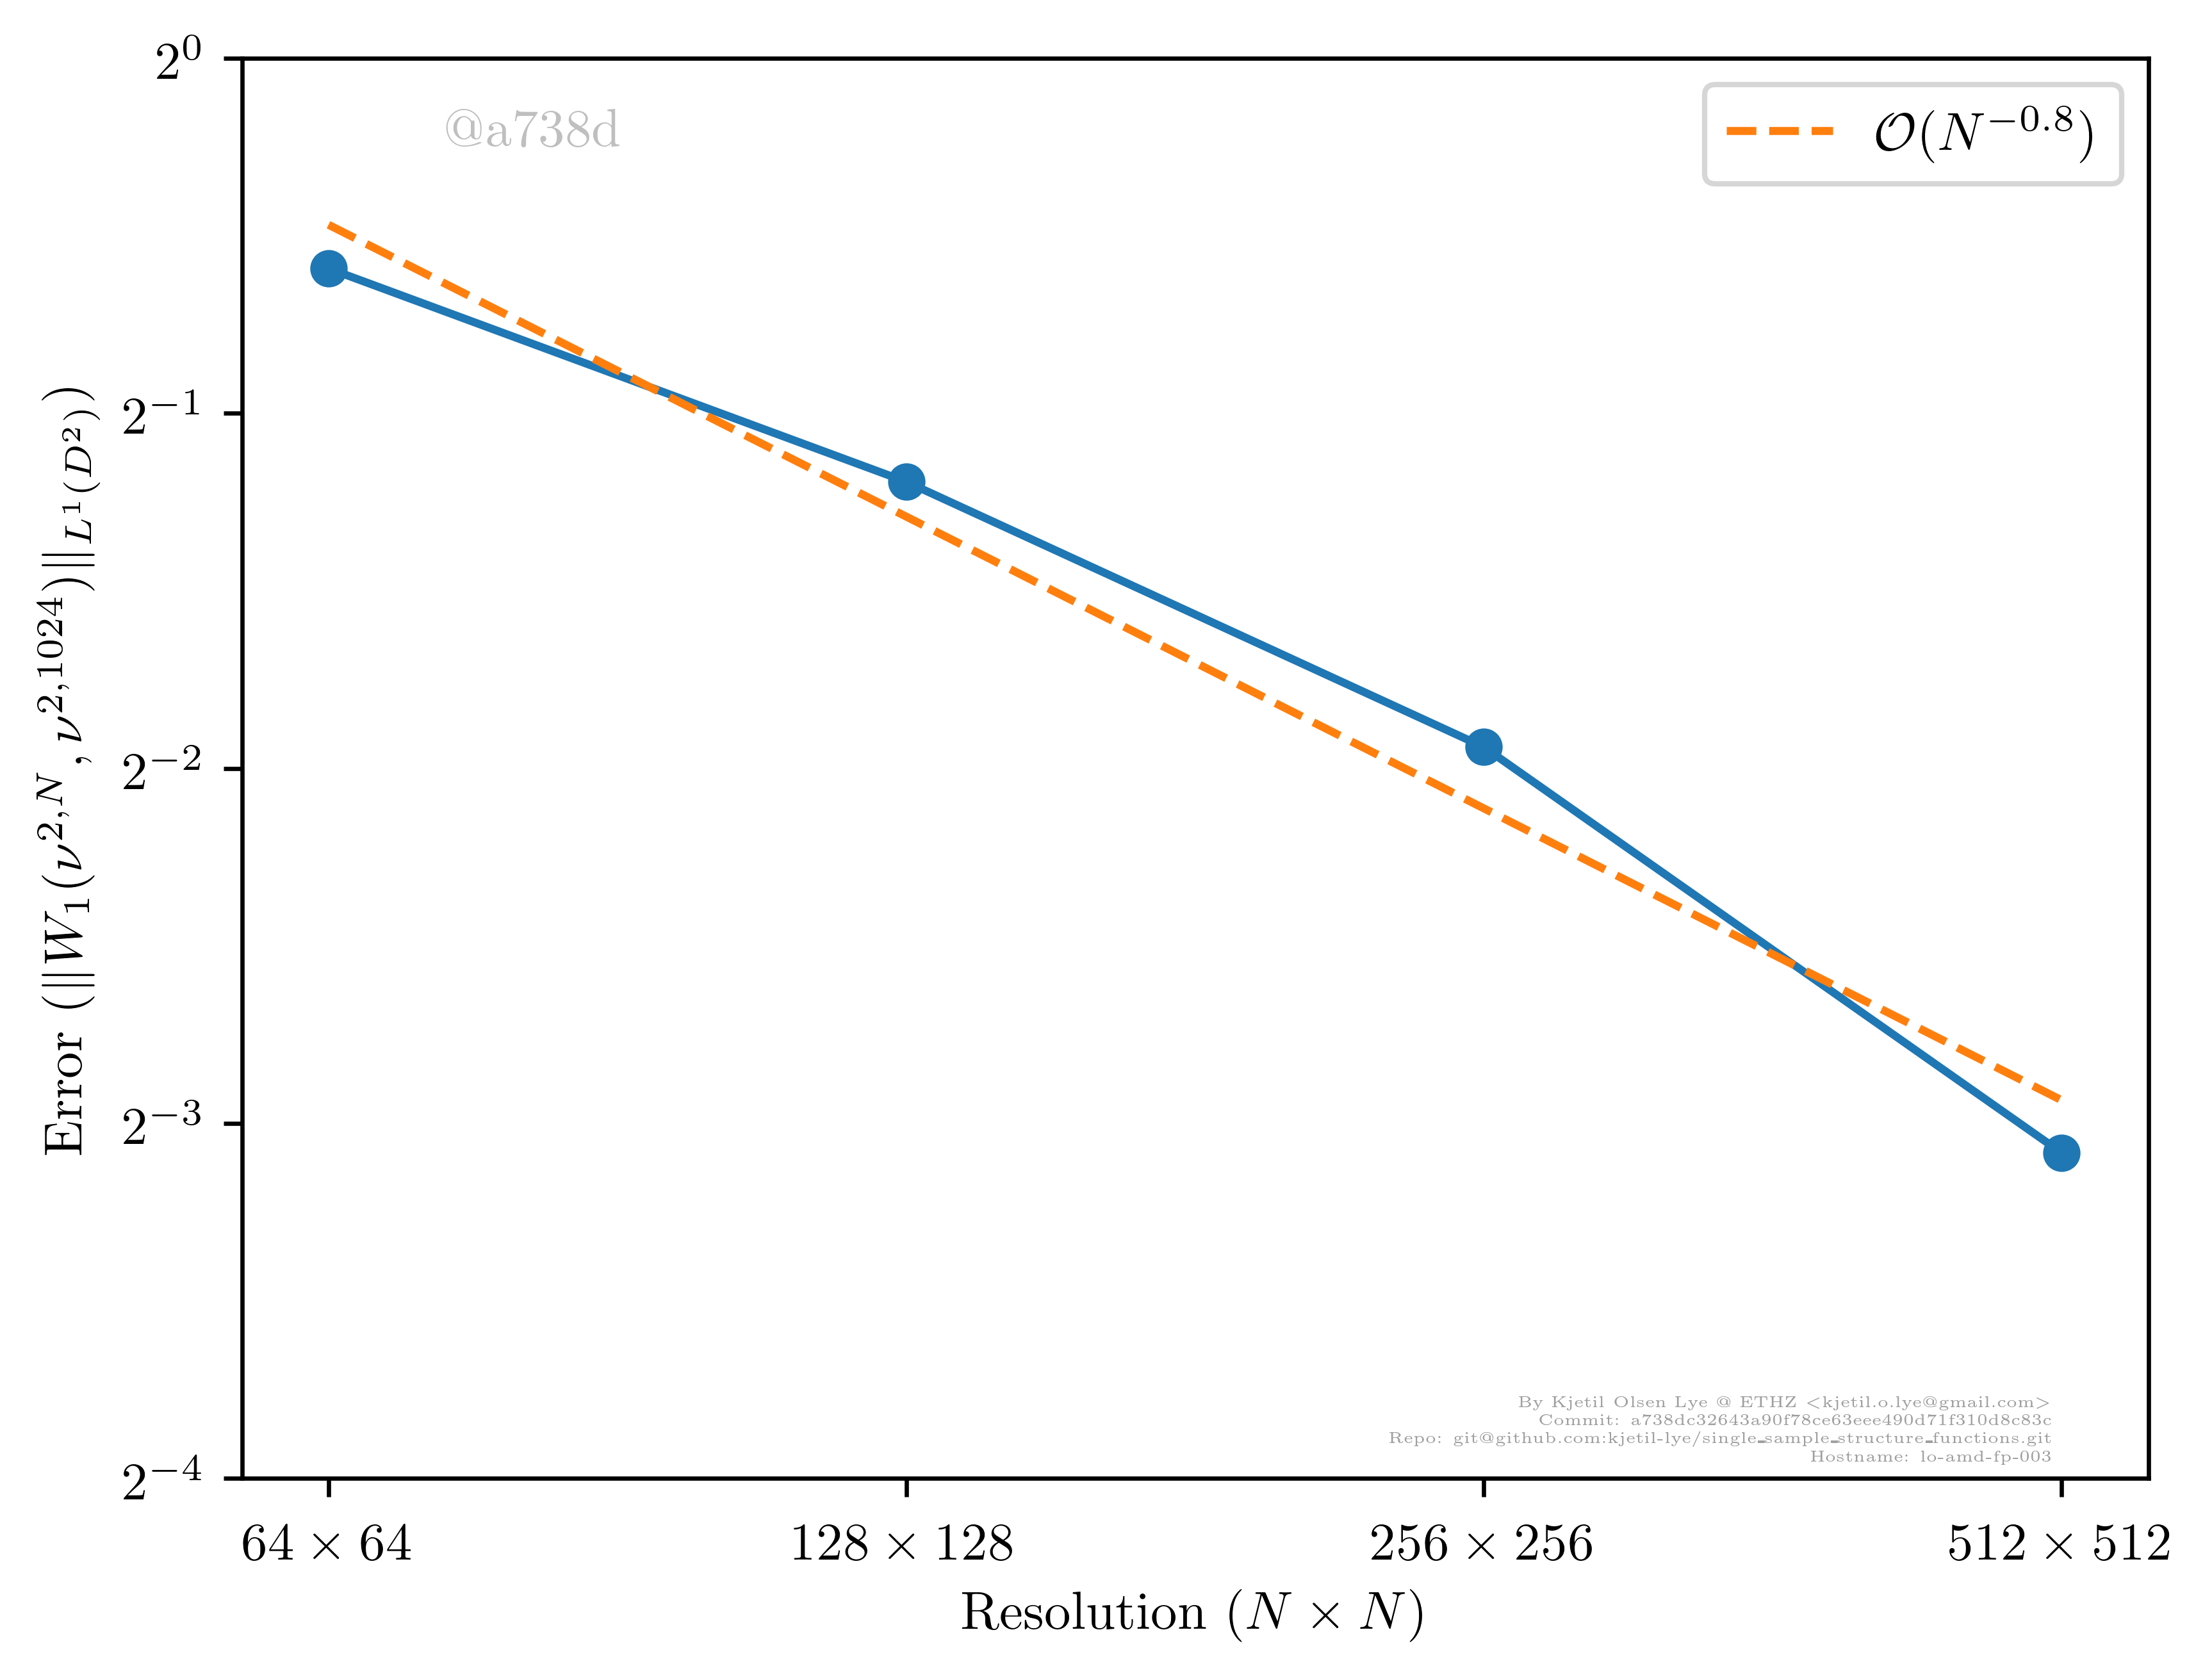 2^0
@a738d
𝒪(N^{-0.8})
2^{-1}
2^{-2}
2^{-3}
2^{-4}
Error (||W_1(ν^{2,N}, ν^{2,1024})||_{L^1(D^2)})
By Kjetil Olsen Lye @ ETHZ <kjetil.o.lye@gmail.com>
Commit: a738dc32643a90f78ce63eee490d71f310d8c83c
Repo: git@github.com:kjetil-lye/single_sample_structure_functions.git
Hostname: lo-amd-fp-003
64 × 64
128 × 128
256 × 256
512 × 512
Resolution (N × N)